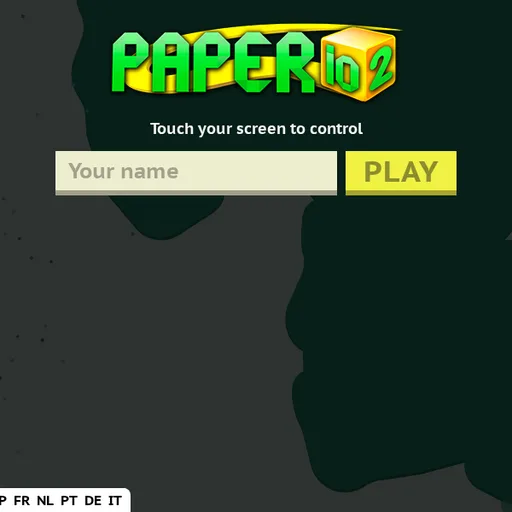 PAPER io 2
Touch your screen to control
Your name
PLAY
P FR NL PT DE IT